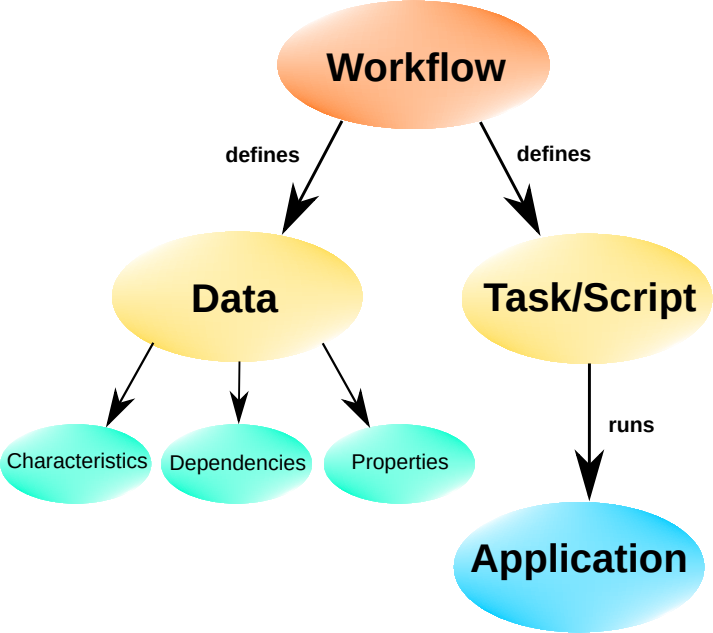 Workflow
defines
defines
Data
Task/Script
Characteristics
Dependencies
Properties
runs
Application